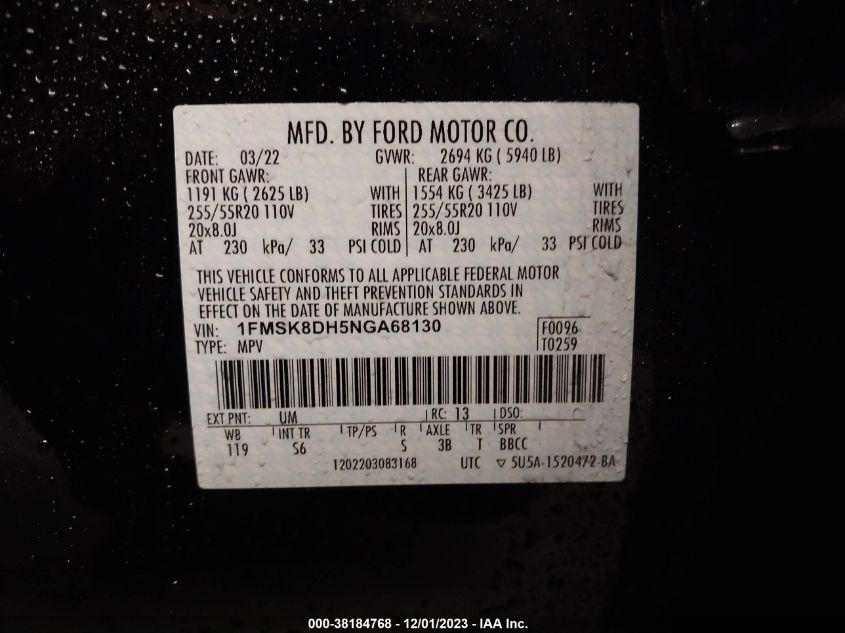 MFD. BY FORD MOTOR CO.
DATE: 03/22 GVWR: 2694 KG ( 5940 LB)
FRONT GAWR: REAR GAWR:
1191 KG ( 2625 LB) WITH 1554 KG ( 3425 LB) WITH
255/55R20 110V TIRES 255/55R20 110V TIRES
20x8.0J RIMS 20x8.0J RIMS
AT 230 kPa/ 33 PSI COLD AT 230 kPa/ 33 PSI COLD
THIS VEHICLE CONFORMS TO ALL APPLICABLE FEDERAL MOTOR
VEHICLE SAFETY AND THEFT PREVENTION STANDARDS IN
EFFECT ON THE DATE OF MANUFACTURE SHOWN ABOVE.
VIN: 1FMSK8DH5NGA68130 F0096
TYPE: MPV T0259
EXT PNT: UM RC: 13 DSO:
WB INT TR TP/PS R AXLE TR SPR
119 S6 S 3B T BBCC
1202203083168 UTC ▽ 5U5A-1520472-BA
000-38184768 - 12/01/2023 - IAA Inc.